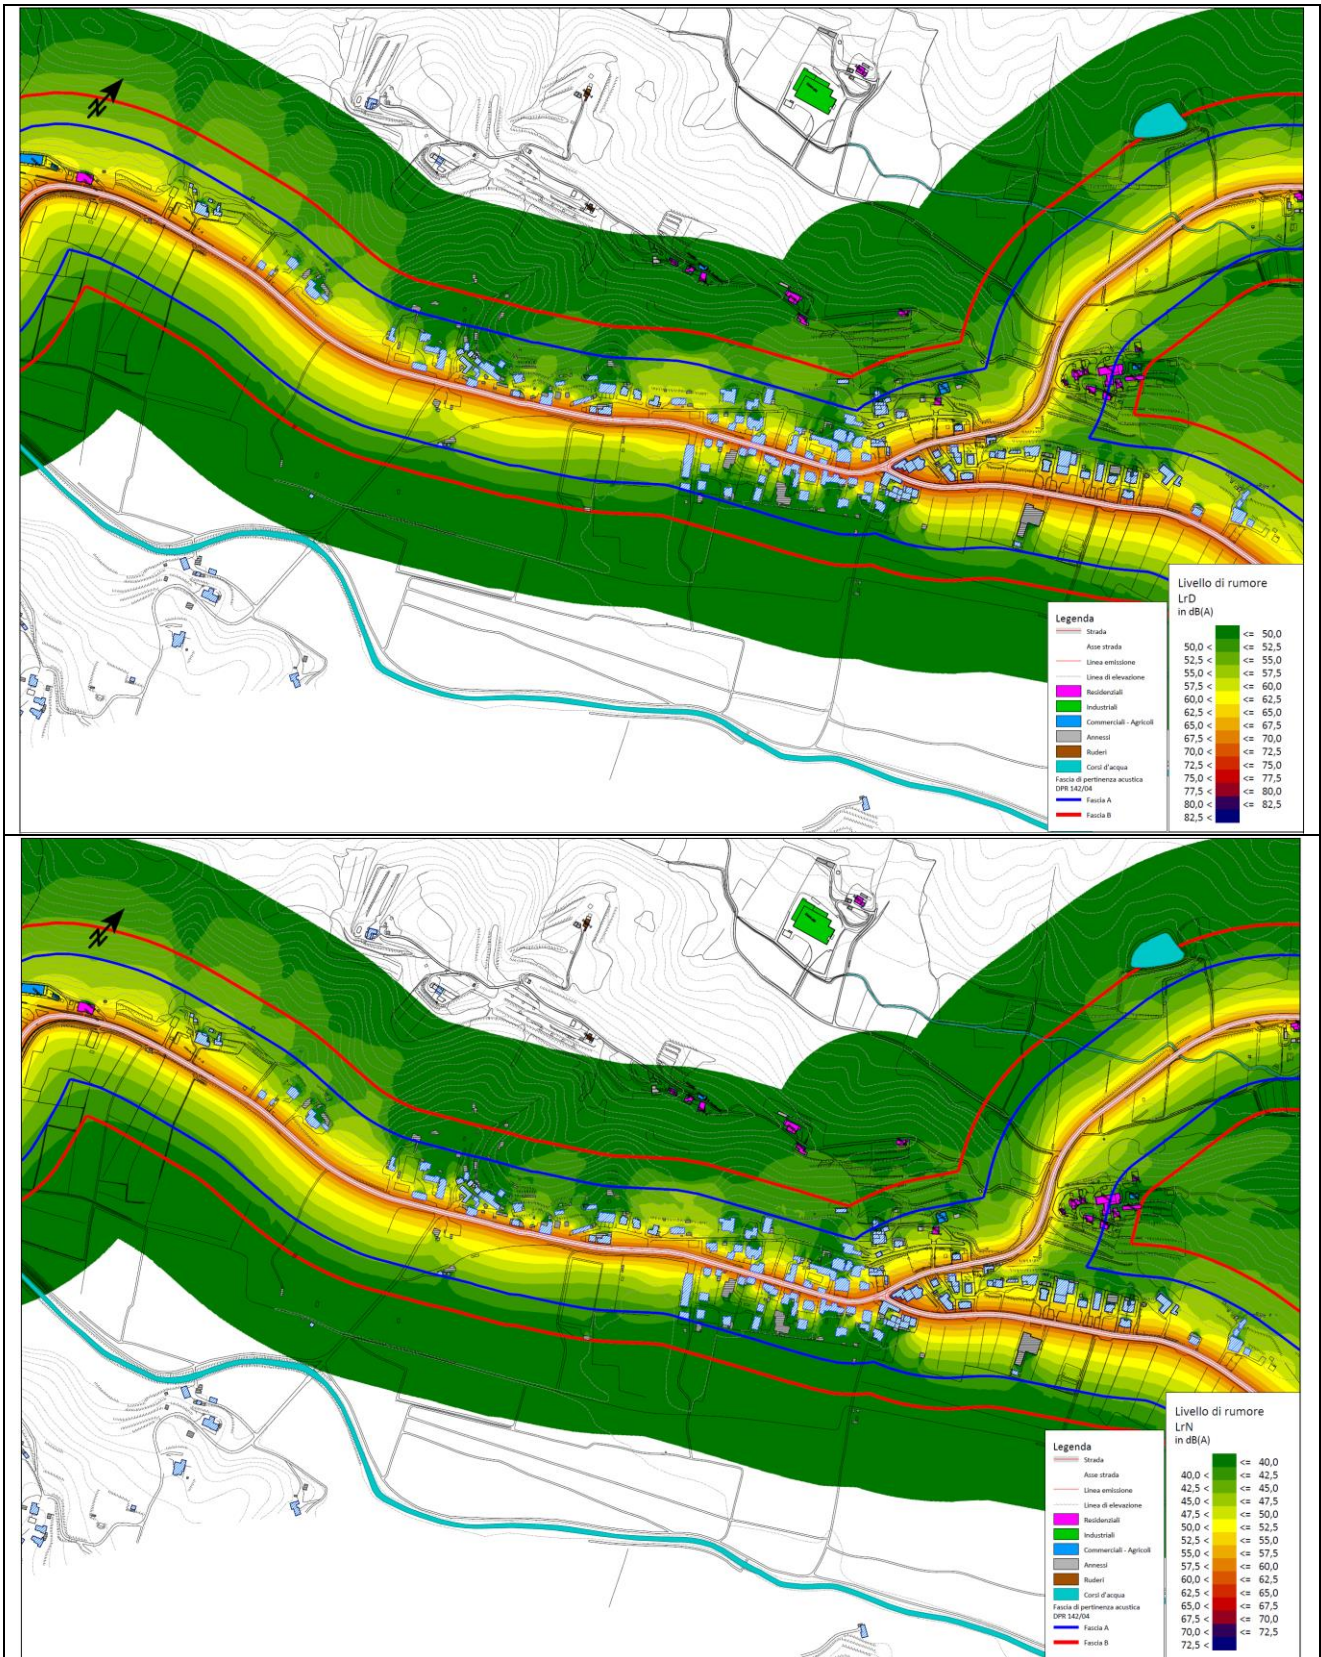 N
Livello di rumore
LrD
in dB(A)
<= 50,0
50,0 < <= 52,5
52,5 < <= 55,0
55,0 < <= 57,5
57,5 < <= 60,0
60,0 < <= 62,5
62,5 < <= 65,0
65,0 < <= 67,5
67,5 < <= 70,0
70,0 < <= 72,5
72,5 < <= 75,0
75,0 < <= 77,5
77,5 < <= 80,0
80,0 < <= 82,5
82,5 <
Legenda
Strada
Asse strada
Linea emissione
Linea di elevazione
Residenziali
Industriali
Commerciali - Agricoli
Annessi
Ruderi
Corsi d'acqua
Fascia di pertinenza acustica
DPR 142/04
Fascia A
Fascia B
N
Livello di rumore
LrN
in dB(A)
<= 40,0
40,0 < <= 42,5
42,5 < <= 45,0
45,0 < <= 47,5
47,5 < <= 50,0
50,0 < <= 52,5
52,5 < <= 55,0
55,0 < <= 57,5
57,5 < <= 60,0
60,0 < <= 62,5
62,5 < <= 65,0
65,0 < <= 67,5
67,5 < <= 70,0
70,0 < <= 72,5
72,5 <
Legenda
Strada
Asse strada
Linea emissione
Linea di elevazione
Residenziali
Industriali
Commerciali - Agricoli
Annessi
Ruderi
Corsi d'acqua
Fascia di pertinenza acustica
DPR 142/04
Fascia A
Fascia B